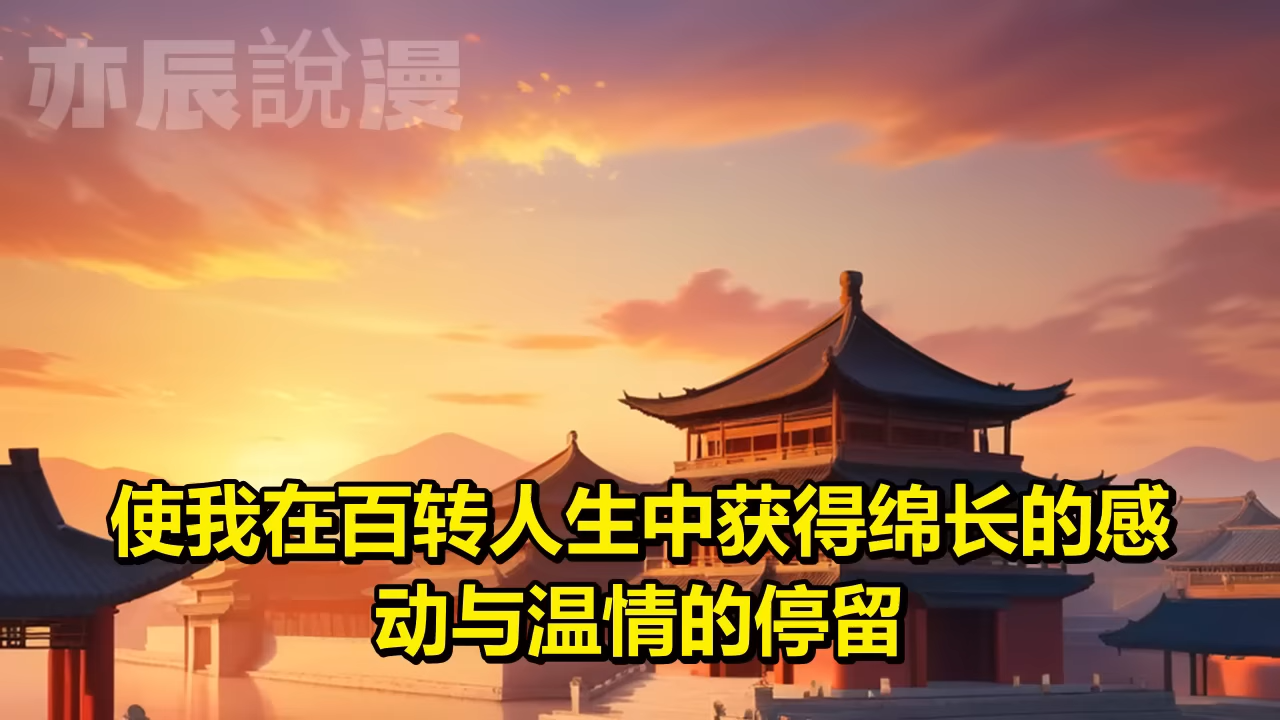 亦辰說漫
使我在百转人生中获得绵长的感
动与温情的停留